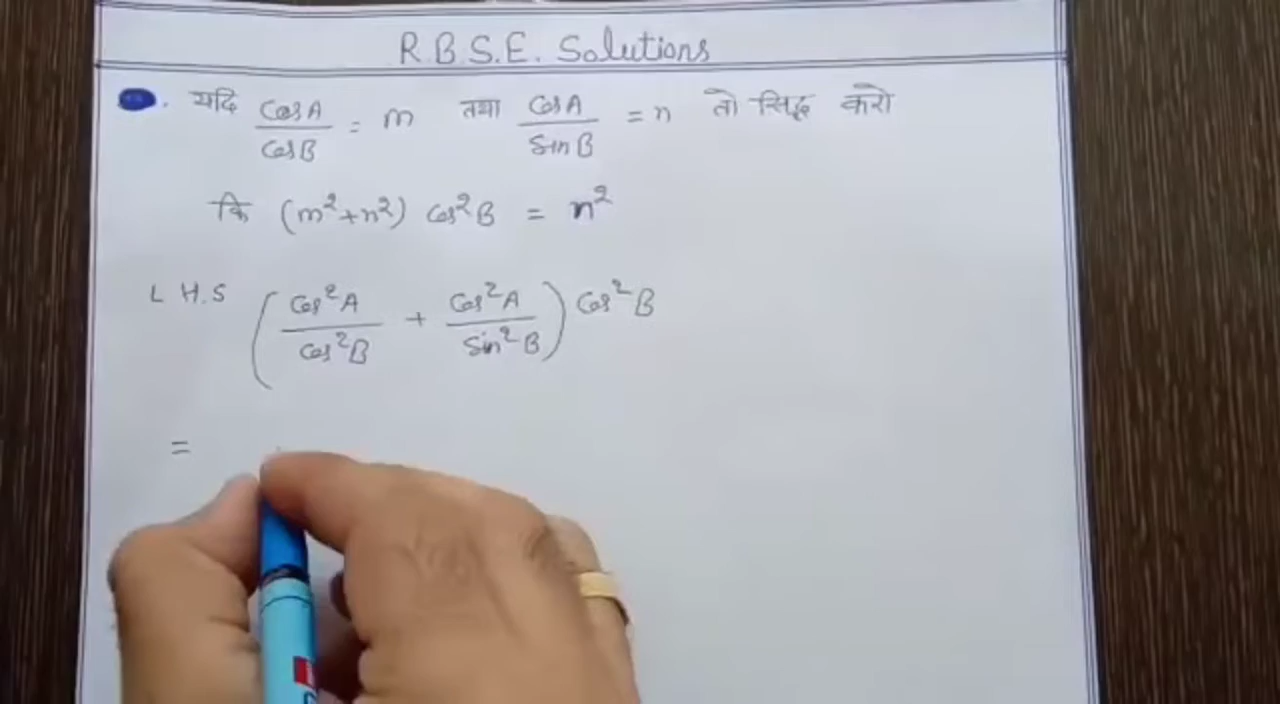 R.B.S.E. Solutions
यदि CosA/CosB = m तथा CosA/SinB = n तो सिद्ध करो
कि (m²+n²) Cos²B = n²
L.H.S (Cos²A/Cos²B + Cos²A/Sin²B) Cos²B
=